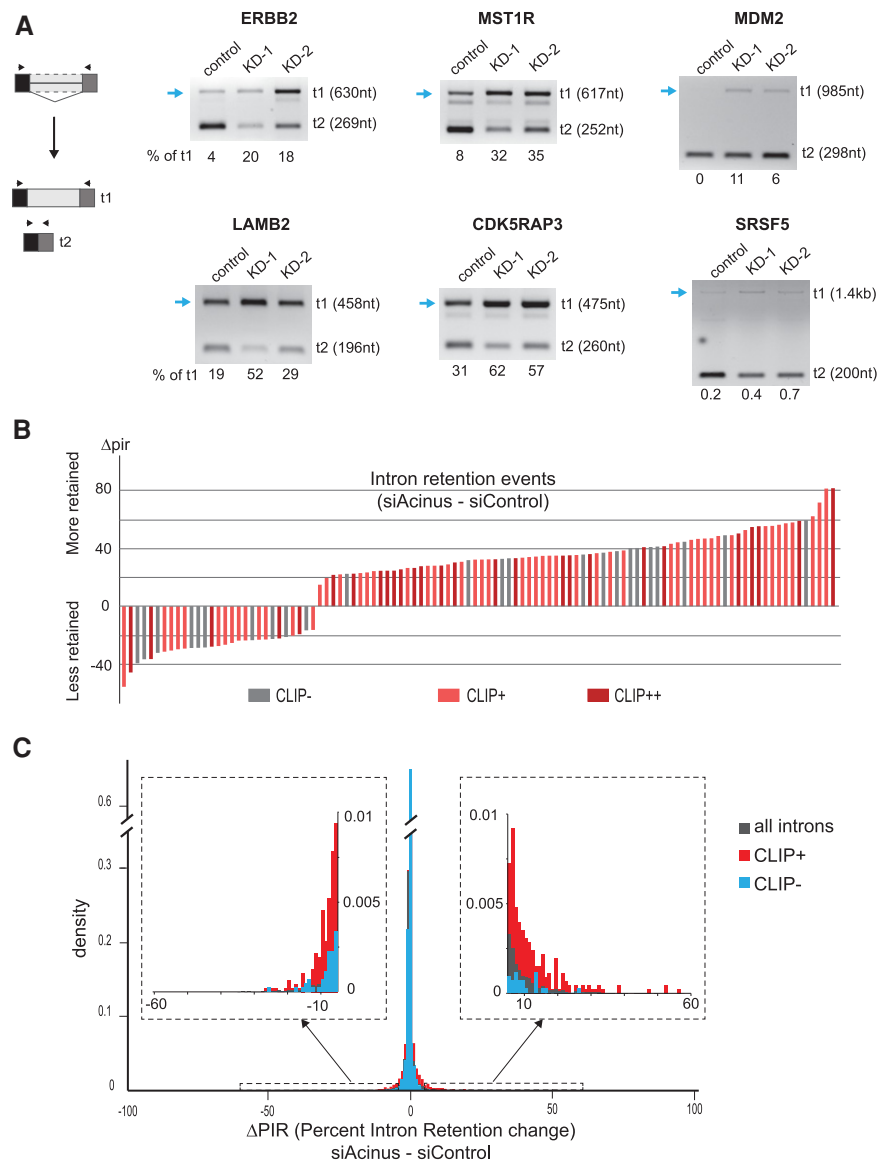 A
ERBB2
control
KD-1
KD-2
t1 (630nt)
t2 (269nt)
% of t1
4
20
18
MST1R
control
KD-1
KD-2
t1 (617nt)
t2 (252nt)
8
32
35
MDM2
control
KD-1
KD-2
t1 (985nt)
t2 (298nt)
0
11
6
t1
t2
LAMB2
control
KD-1
KD-2
t1 (458nt)
t2 (196nt)
% of t1
19
52
29
CDK5RAP3
control
KD-1
KD-2
t1 (475nt)
t2 (260nt)
31
62
57
SRSF5
control
KD-1
KD-2
t1 (1.4kb)
t2 (200nt)
0.2
0.4
0.7
B
Δpir
More retained
Less retained
80
40
0
-40
Intron retention events
(siAcinus - siControl)
CLIP-
CLIP+
CLIP++
C
density
0.6
0.3
0.2
0.1
0
0.01
0.005
0
-60
-10
0.01
0.005
0
10
60
all introns
CLIP+
CLIP-
-100
-50
0
50
100
ΔPIR (Percent Intron Retention change)
siAcinus - siControl